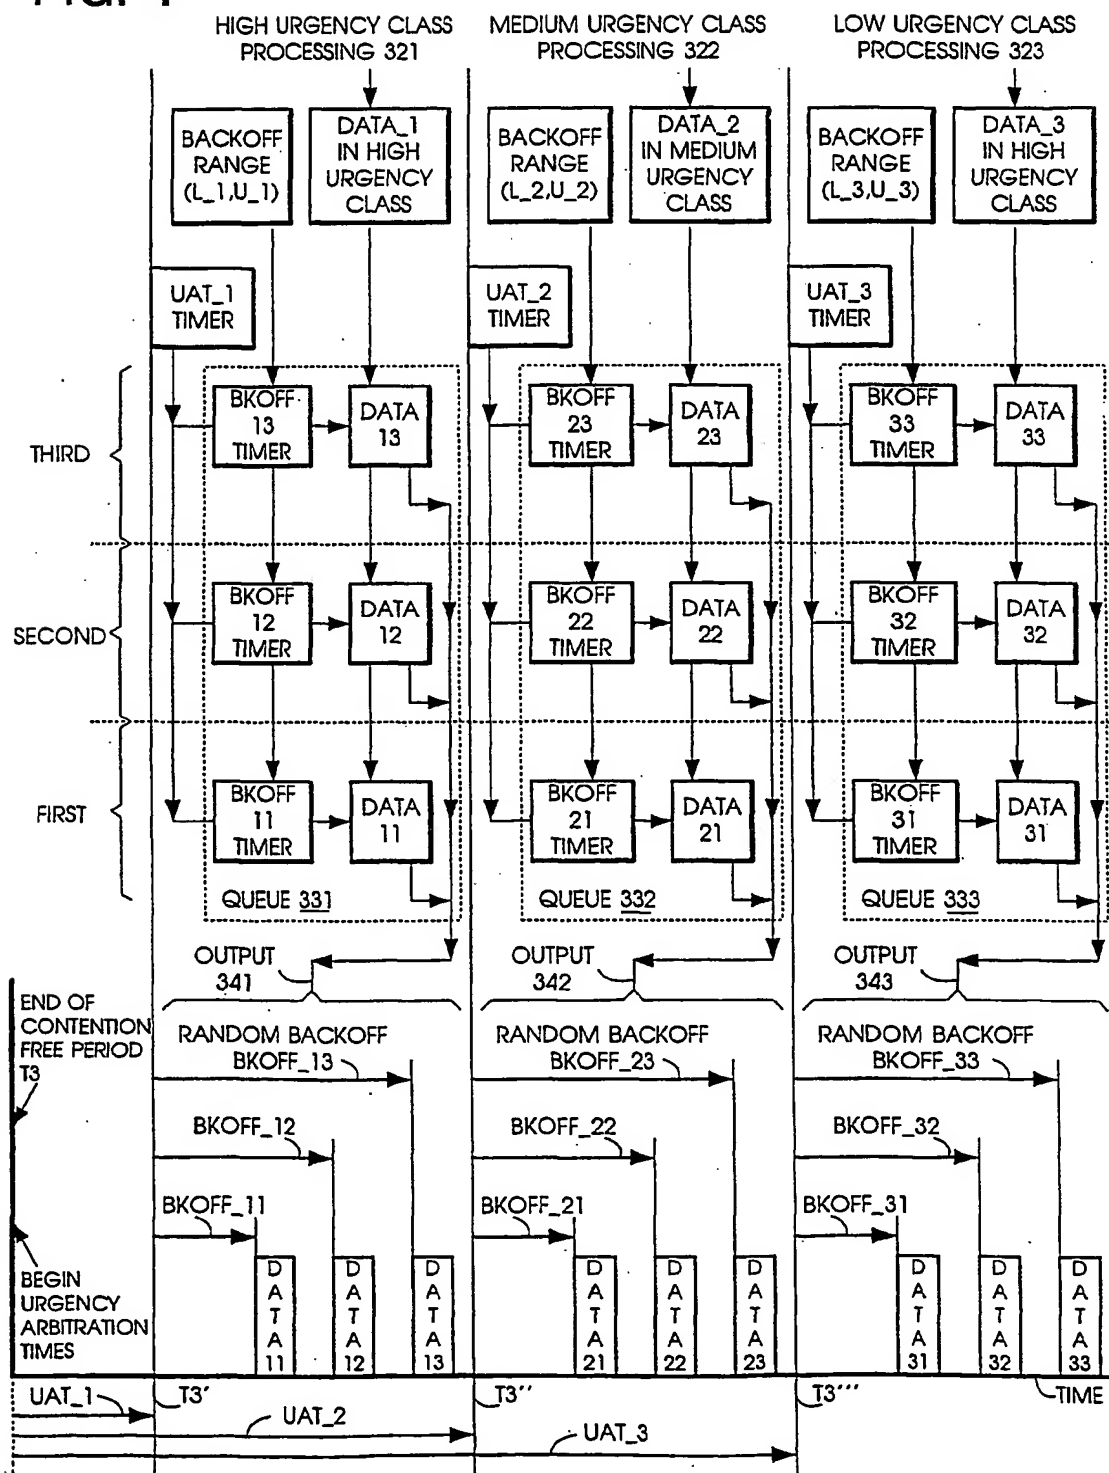 HIGH URGENCY CLASS
PROCESSING 321
MEDIUM URGENCY CLASS
PROCESSING 322
LOW URGENCY CLASS
PROCESSING 323
BACKOFF
RANGE
(L_1,U_1)
DATA_1
IN HIGH
URGENCY
CLASS
BACKOFF
RANGE
(L_2,U_2)
DATA_2
IN MEDIUM
URGENCY
CLASS
BACKOFF
RANGE
(L_3,U_3)
DATA_3
IN HIGH
URGENCY
CLASS
UAT_1
TIMER
UAT_2
TIMER
UAT_3
TIMER
THIRD
BKOFF
13
TIMER
DATA
13
BKOFF
23
TIMER
DATA
23
BKOFF
33
TIMER
DATA
33
SECOND
BKOFF
12
TIMER
DATA
12
BKOFF
22
TIMER
DATA
22
BKOFF
32
TIMER
DATA
32
FIRST
BKOFF
11
TIMER
DATA
11
BKOFF
21
TIMER
DATA
21
BKOFF
31
TIMER
DATA
31
QUEUE 331
QUEUE 332
QUEUE 333
OUTPUT
341
OUTPUT
342
OUTPUT
343
END OF
CONTENTION
FREE PERIOD
T3
RANDOM BACKOFF
BKOFF_13
RANDOM BACKOFF
BKOFF_23
RANDOM BACKOFF
BKOFF_33
BKOFF_12
BKOFF_22
BKOFF_32
BKOFF_11
BKOFF_21
BKOFF_31
BEGIN
URGENCY
ARBITRATION
TIMES
DATA 11
DATA 12
DATA 13
DATA 21
DATA 22
DATA 23
DATA 31
DATA 32
DATA 33
UAT_1
T3'
T3''
T3'''
TIME
UAT_2
UAT_3